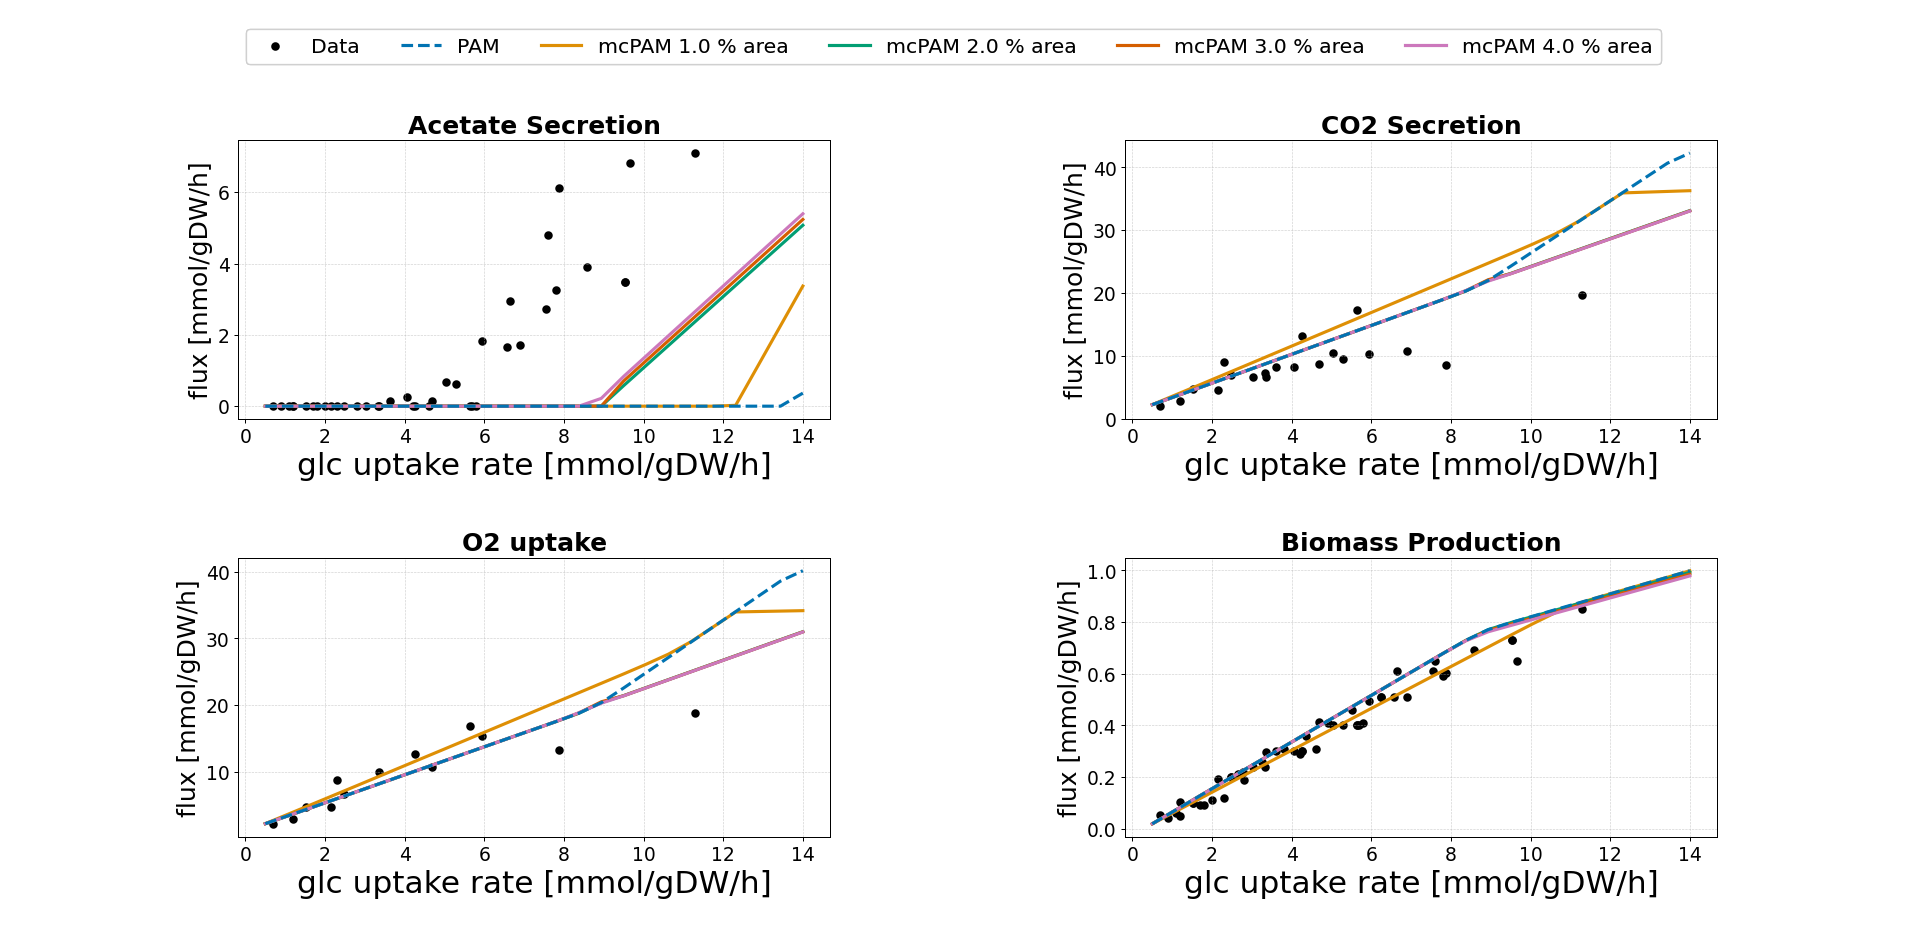 Data PAM mcPAM 1.0 % area mcPAM 2.0 % area mcPAM 3.0 % area mcPAM 4.0 % area
Acetate Secretion
flux [mmol/gDW/h]
6
4
2
0
0 2 4 6 8 10 12 14
glc uptake rate [mmol/gDW/h]
CO2 Secretion
flux [mmol/gDW/h]
40
30
20
10
0
0 2 4 6 8 10 12 14
glc uptake rate [mmol/gDW/h]
O2 uptake
flux [mmol/gDW/h]
40
30
20
10
0 2 4 6 8 10 12 14
glc uptake rate [mmol/gDW/h]
Biomass Production
flux [mmol/gDW/h]
1.0
0.8
0.6
0.4
0.2
0.0
0 2 4 6 8 10 12 14
glc uptake rate [mmol/gDW/h]